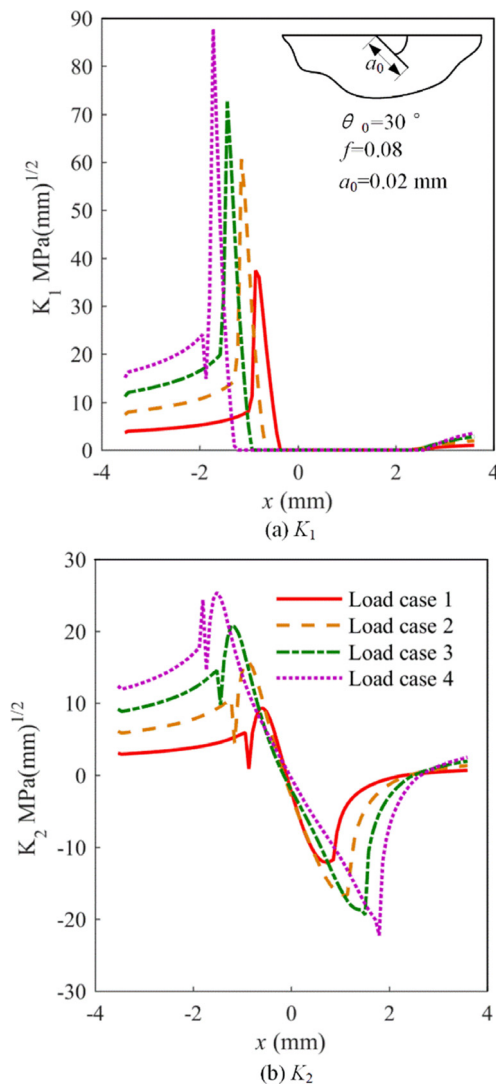 90
80
70
60
50
40
30
20
10
0
K1 MPa(mm)^1/2
a0
θ 0=30 °
f=0.08
a0=0.02 mm
-4 -2 0 2 4
x (mm)
(a) K1
30
20
10
0
-10
-20
-30
K2 MPa(mm)^1/2
Load case 1
Load case 2
Load case 3
Load case 4
-4 -2 0 2 4
x (mm)
(b) K2